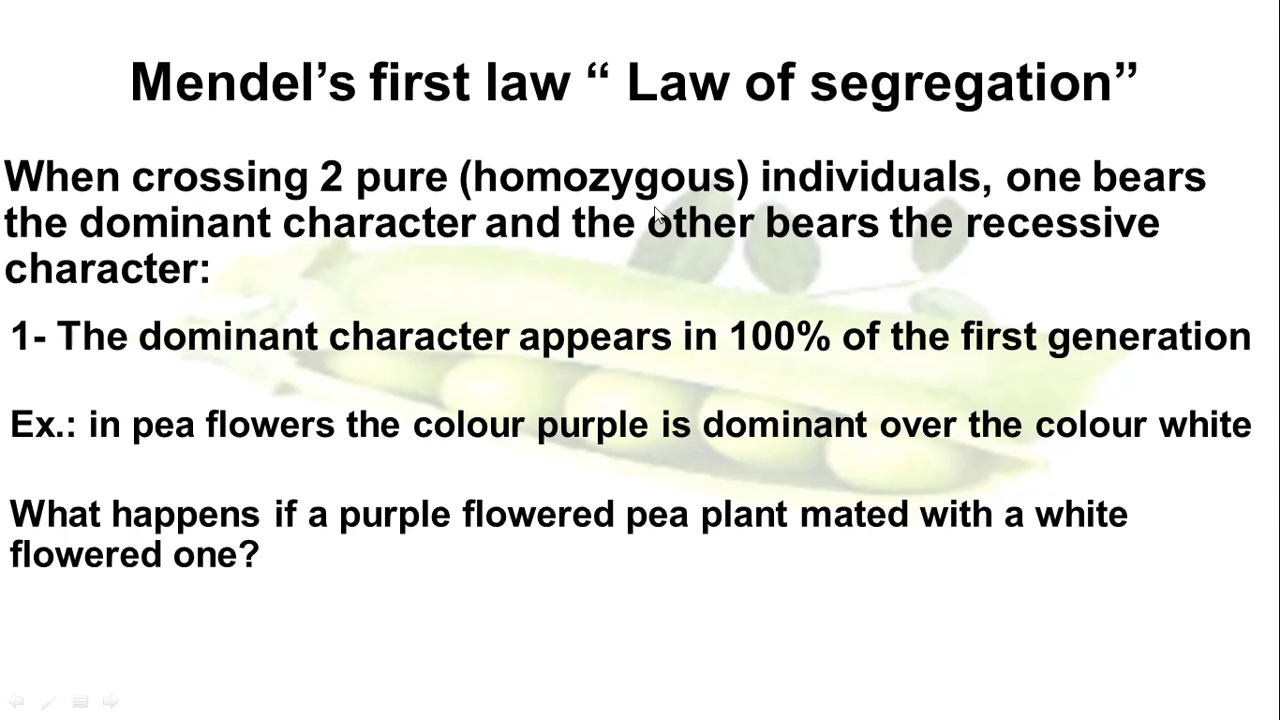 Mendel’s first law “ Law of segregation”
When crossing 2 pure (homozygous) individuals, one bears
the dominant character and the other bears the recessive
character:
1- The dominant character appears in 100% of the first generation
Ex.: in pea flowers the colour purple is dominant over the colour white
What happens if a purple flowered pea plant mated with a white
flowered one?